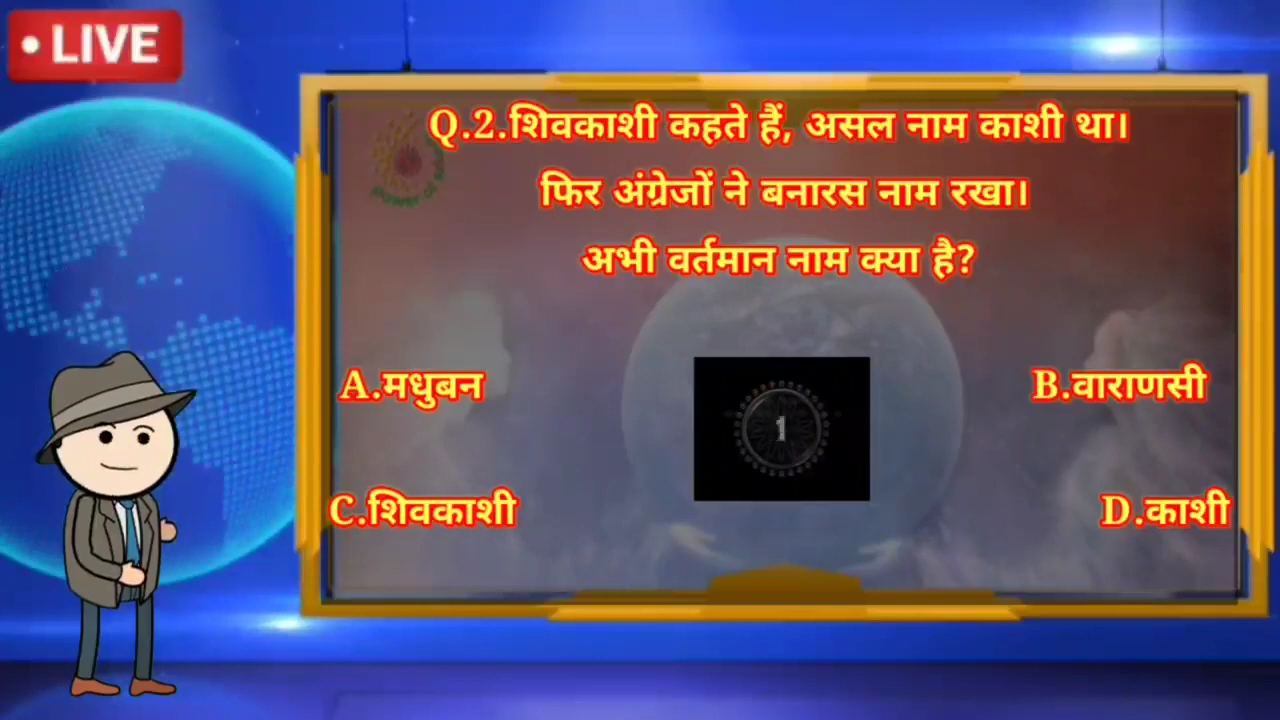 LIVE
Q.2.शिवकाशी कहते हैं, असल नाम काशी था।
फिर अंग्रेजों ने बनारस नाम रखा।
अभी वर्तमान नाम क्या है?
A.मधुबन
B.वाराणसी
1
C.शिवकाशी
D.काशी